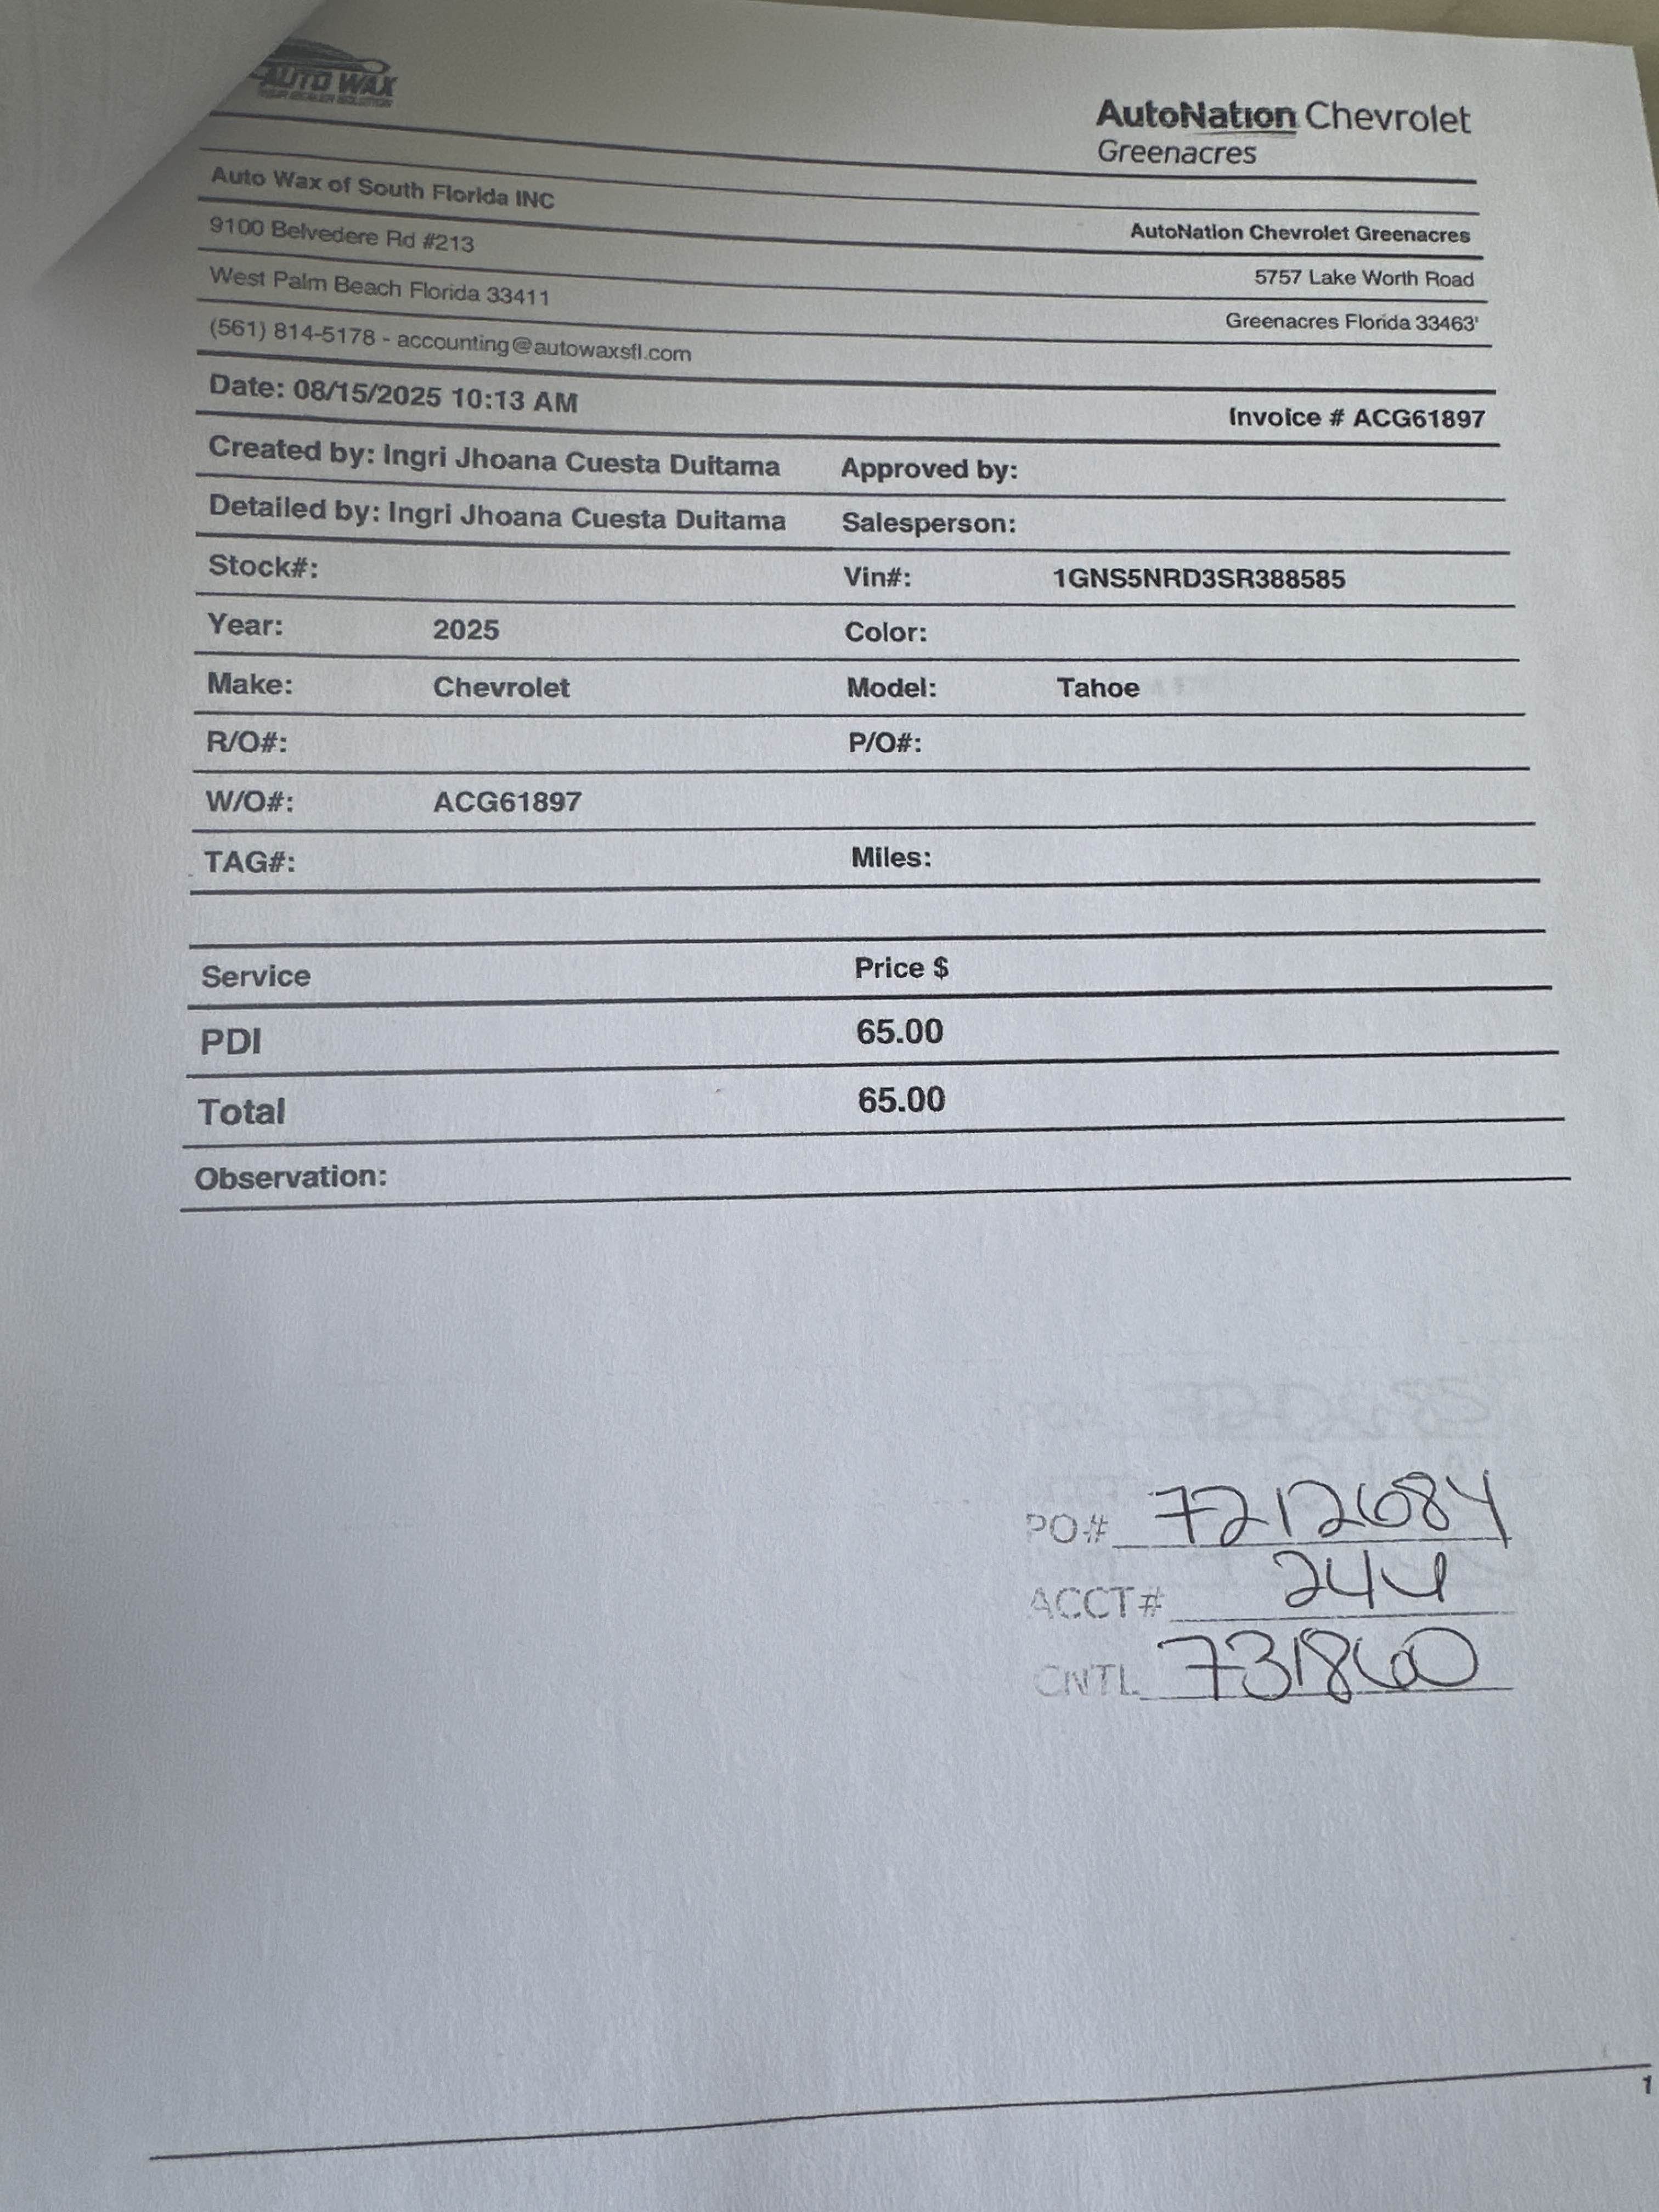 AUTO WAX
YOUR DEALER SOLUTION
AutoNation Chevrolet
Greenacres
Auto Wax of South Florida INC
AutoNation Chevrolet Greenacres
9100 Belvedere Rd #213
5757 Lake Worth Road
West Palm Beach Florida 33411
Greenacres Florida 33463'
(561) 814-5178 - accounting@autowaxsfl.com
Date: 08/15/2025 10:13 AM
Invoice # ACG61897
Created by: Ingri Jhoana Cuesta Duitama Approved by:
Detailed by: Ingri Jhoana Cuesta Duitama Salesperson:
Stock#: Vin#: 1GNS5NRD3SR388585
Year: 2025 Color:
Make: Chevrolet Model: Tahoe
R/O#: P/O#:
W/O#: ACG61897
TAG#: Miles:
Service Price $
PDI 65.00
Total 65.00
Observation:
PO# 7212684
ACCT# 244
CNTL 731860
1